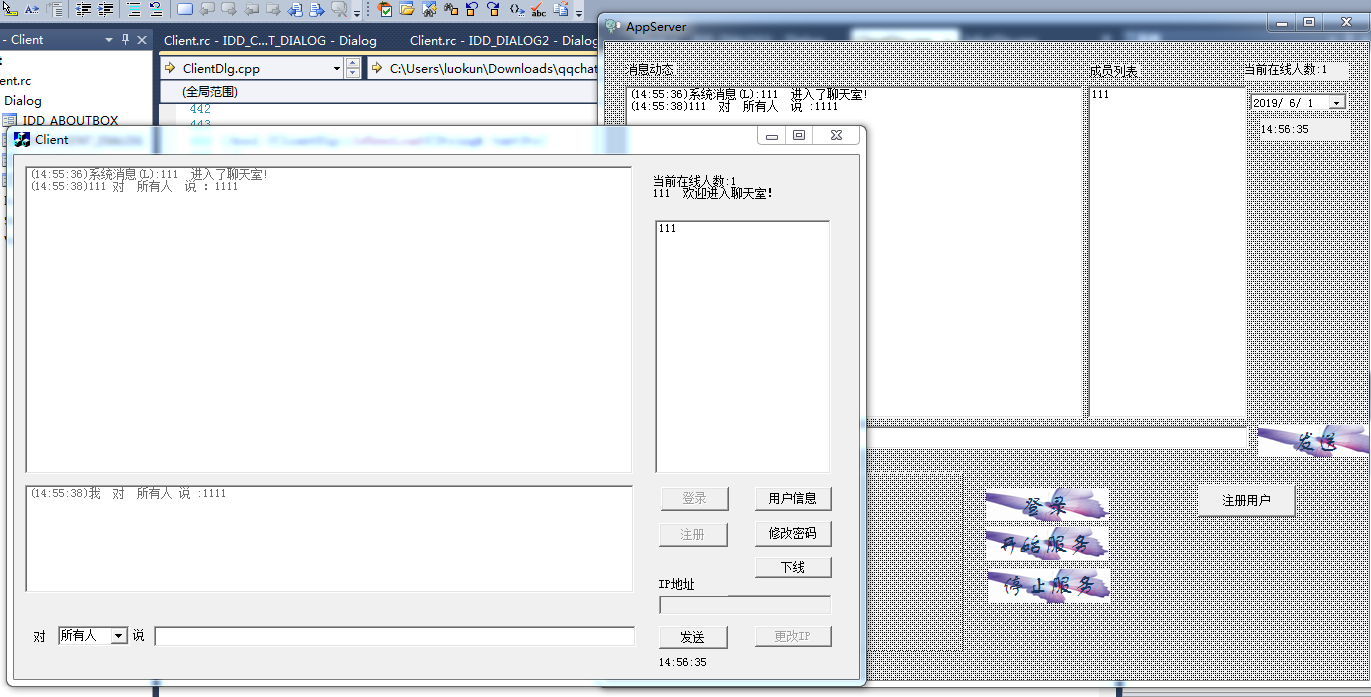 - Client
Client.rc - IDD_C...T_DIALOG - Dialog
Client.rc - IDD_DIALOG2 - Dialog
ent.rc
Dialog
IDD_ABOUTBOX
ClientDlg.cpp
C:\Users\luokun\Downloads\qqchat
(全局范围)
442
443
AppServer
消息动态
成员列表
当前在线人数:1
(14:55:36)系统消息(L):111 进入了聊天室!
(14:55:38)111 对 所有人 说 :1111
111
2019/ 6/ 1
14:56:35
发送
登录
开始服务
停止服务
注册用户
Client
(14:55:36)系统消息(L):111 进入了聊天室!
(14:55:38)111 对 所有人 说 : 1111
当前在线人数:1
111 欢迎进入聊天室!
111
(14:55:38)我 对 所有人 说 :1111
登录
用户信息
注册
修改密码
下线
IP地址
对
所有人
说
发送
更改IP
14:56:35